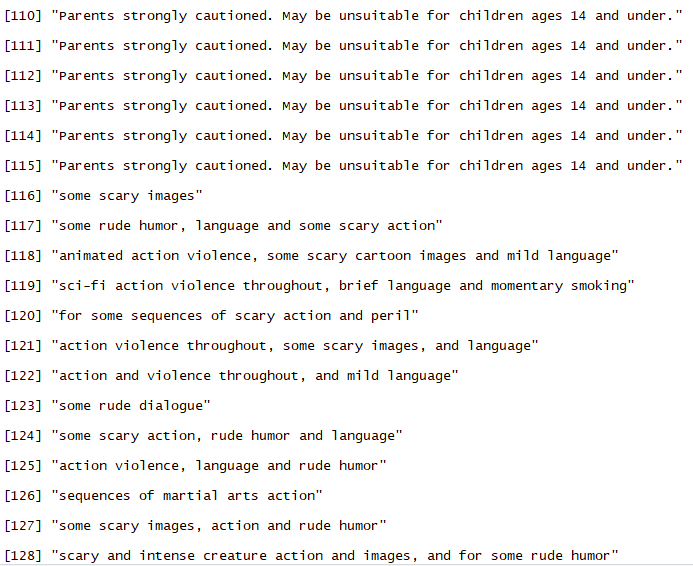 [110] "Parents strongly cautioned. May be unsuitable for children ages 14 and under."
[111] "Parents strongly cautioned. May be unsuitable for children ages 14 and under."
[112] "Parents strongly cautioned. May be unsuitable for children ages 14 and under."
[113] "Parents strongly cautioned. May be unsuitable for children ages 14 and under."
[114] "Parents strongly cautioned. May be unsuitable for children ages 14 and under."
[115] "Parents strongly cautioned. May be unsuitable for children ages 14 and under."
[116] "some scary images"
[117] "some rude humor, language and some scary action"
[118] "animated action violence, some scary cartoon images and mild language"
[119] "sci-fi action violence throughout, brief language and momentary smoking"
[120] "for some sequences of scary action and peril"
[121] "action violence throughout, some scary images, and language"
[122] "action and violence throughout, and mild language"
[123] "some rude dialogue"
[124] "some scary action, rude humor and language"
[125] "action violence, language and rude humor"
[126] "sequences of martial arts action"
[127] "some scary images, action and rude humor"
[128] "scary and intense creature action and images, and for some rude humor"